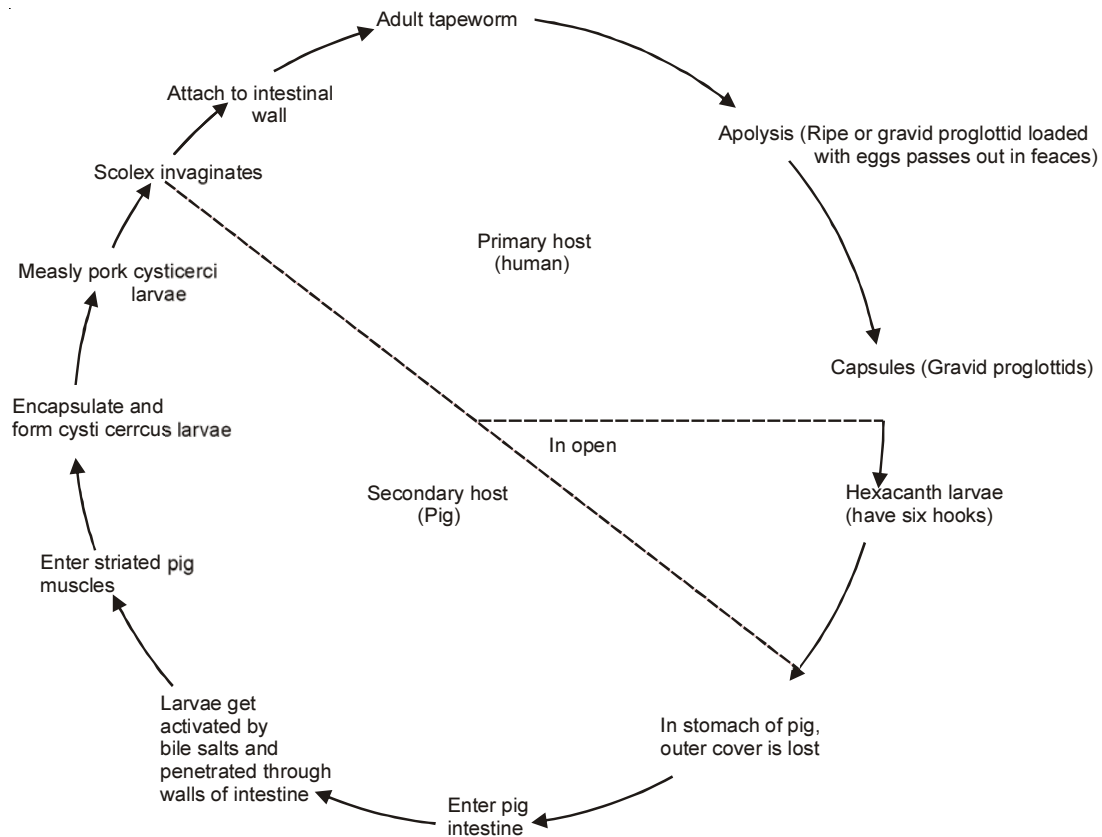 Adult tapeworm
Apolysis (Ripe or gravid proglottid loaded
with eggs passes out in feaces)
Capsules (Gravid proglottids)
In open
Hexacanth larvae
(have six hooks)
In stomach of pig,
outer cover is lost
Enter pig
intestine
Larvae get
activated by
bile salts and
penetrated through
walls of intestine
Enter striated pig
muscles
Encapsulate and
form cysti cerrcus larvae
Measly pork cysticerci
larvae
Scolex invaginates
Attach to intestinal
wall
Primary host
(human)
Secondary host
(Pig)